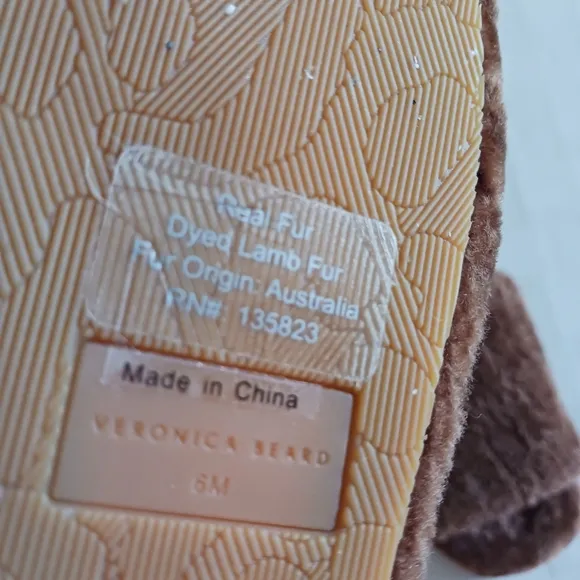 Real Fur
Dyed Lamb Fur
Fur Origin: Australia
RN# 135823
Made in China
VERONICA BEARD
6M